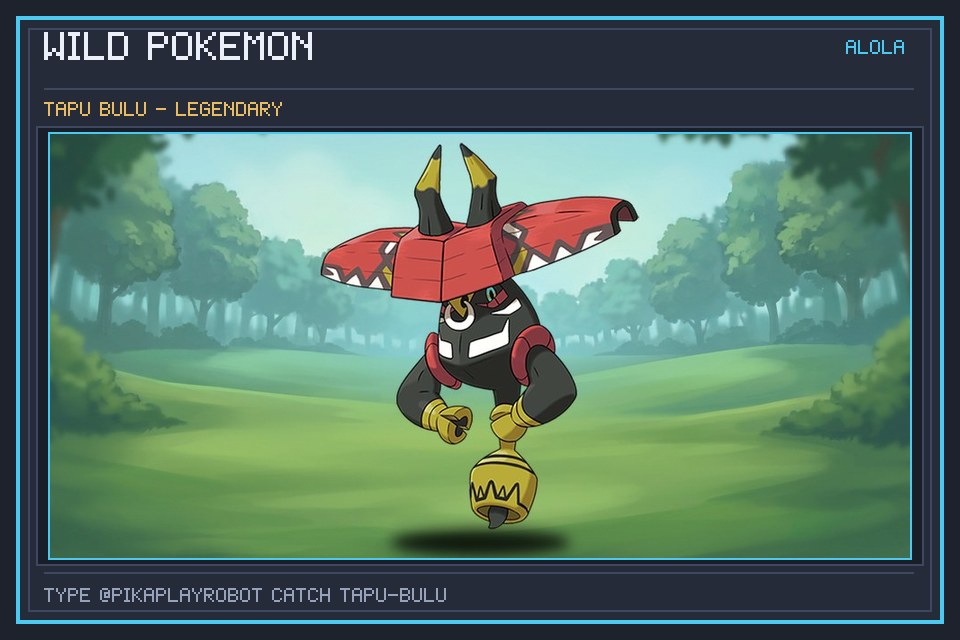 WILD POKEMON
ALOLA
TAPU BULU - LEGENDARY
TYPE @PIKAPLAYROBOT CATCH TAPU-BULU